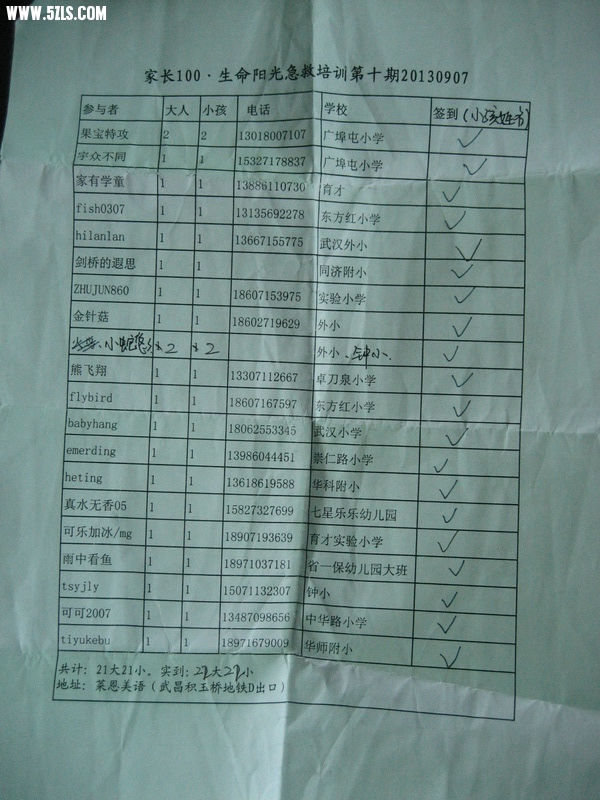 WWW.5ZLS.COM
家长100·生命阳光急救培训第十期20130907
参与者 大人 小孩 电话 学校 签到
果宝特攻 2 2 13018007107 广埠屯小学 ✓
宇众不同 1 1 15327178837 广埠屯小学 ✓
家有学童 1 1 13886110730 育才 ✓
fish0307 1 1 13135692278 东方红小学 ✓
hilanlan 1 1 13667155775 武汉外小 ✓
剑桥的遐思 1 1 同济附小 ✓
ZHUJUN860 1 1 18607153975 实验小学 ✓
金针菇 1 1 18602719629 外小 ✓
2 2 外小、钟小、 ✓
熊飞翔 1 1 13307112667 卓刀泉小学 ✓
flybird 1 1 18607167597 东方红小学 ✓
babyhang 1 1 18062553345 武汉小学 ✓
emerding 1 1 13986044451 崇仁路小学 ✓
heting 1 1 13618619588 华科附小 ✓
真水无香05 1 1 15827327699 七星乐乐幼儿园 ✓
可乐加冰/mg 1 1 18907193639 育才实验小学 ✓
雨中看鱼 1 1 18971037181 省一保幼儿园大班 ✓
tsyjly 1 1 15071132307 钟小 ✓
可可2007 1 1 13487098656 中华路小学 ✓
tiyukebu 1 1 18971679009 华师附小 ✓
共计: 21大21小。实到: 大 小
地址: 莱恩美语(武昌积玉桥地铁D出口)